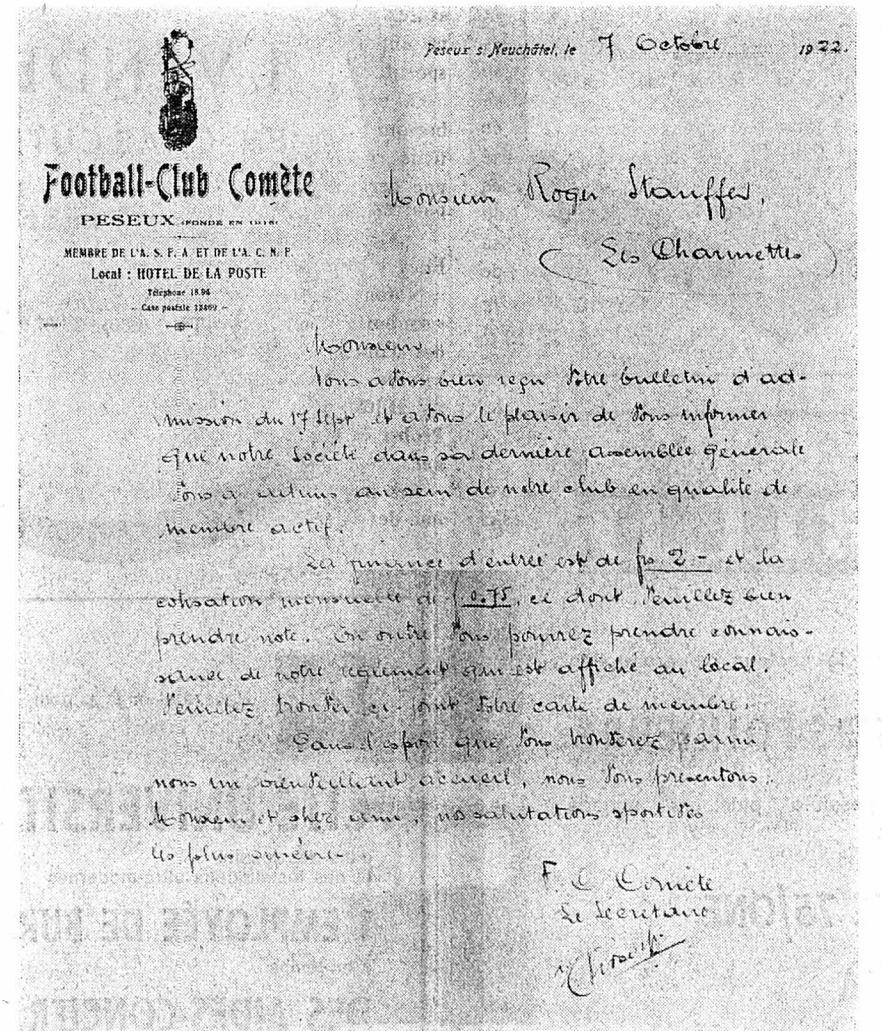 Peseux s. Neuchâtel, le 7 Octobre 1922.
Football-Club Comète
PESEUX (FONDÉ EN 1918)
MEMBRE DE L'A. S. F. A. ET DE L'A. C. N. F.
Local : HOTEL DE LA POSTE
Téléphone 18.94
Case postale 12409
Monsieur Roger Stauffer,
(Les Charmettes)
Monsieur,
Nous avons bien reçu votre bulletin d'ad-
mission du 17 Sept et avons le plaisir de vous informer
que notre Société dans sa dernière assemblée générale
vous a admis au sein de notre club en qualité de
membre actif.
La finance d'entrée est de frs 2.- et la
cotisation mensuelle de f. 0.75, ce dont veuillez bien
prendre note. En outre vous pourrez prendre connais-
sance de notre règlement qui est affiché au local.
Veuillez trouver ci-joint votre carte de membre.
Dans l'espoir que vous trouverez parmi
nous un bienveillant accueil, nous vous présentons,
Monsieur et cher ami, nos salutations sportives
les plus sincères.
F. C. Comète
Le Secrétaire
EMPLOYÉE DE BUR